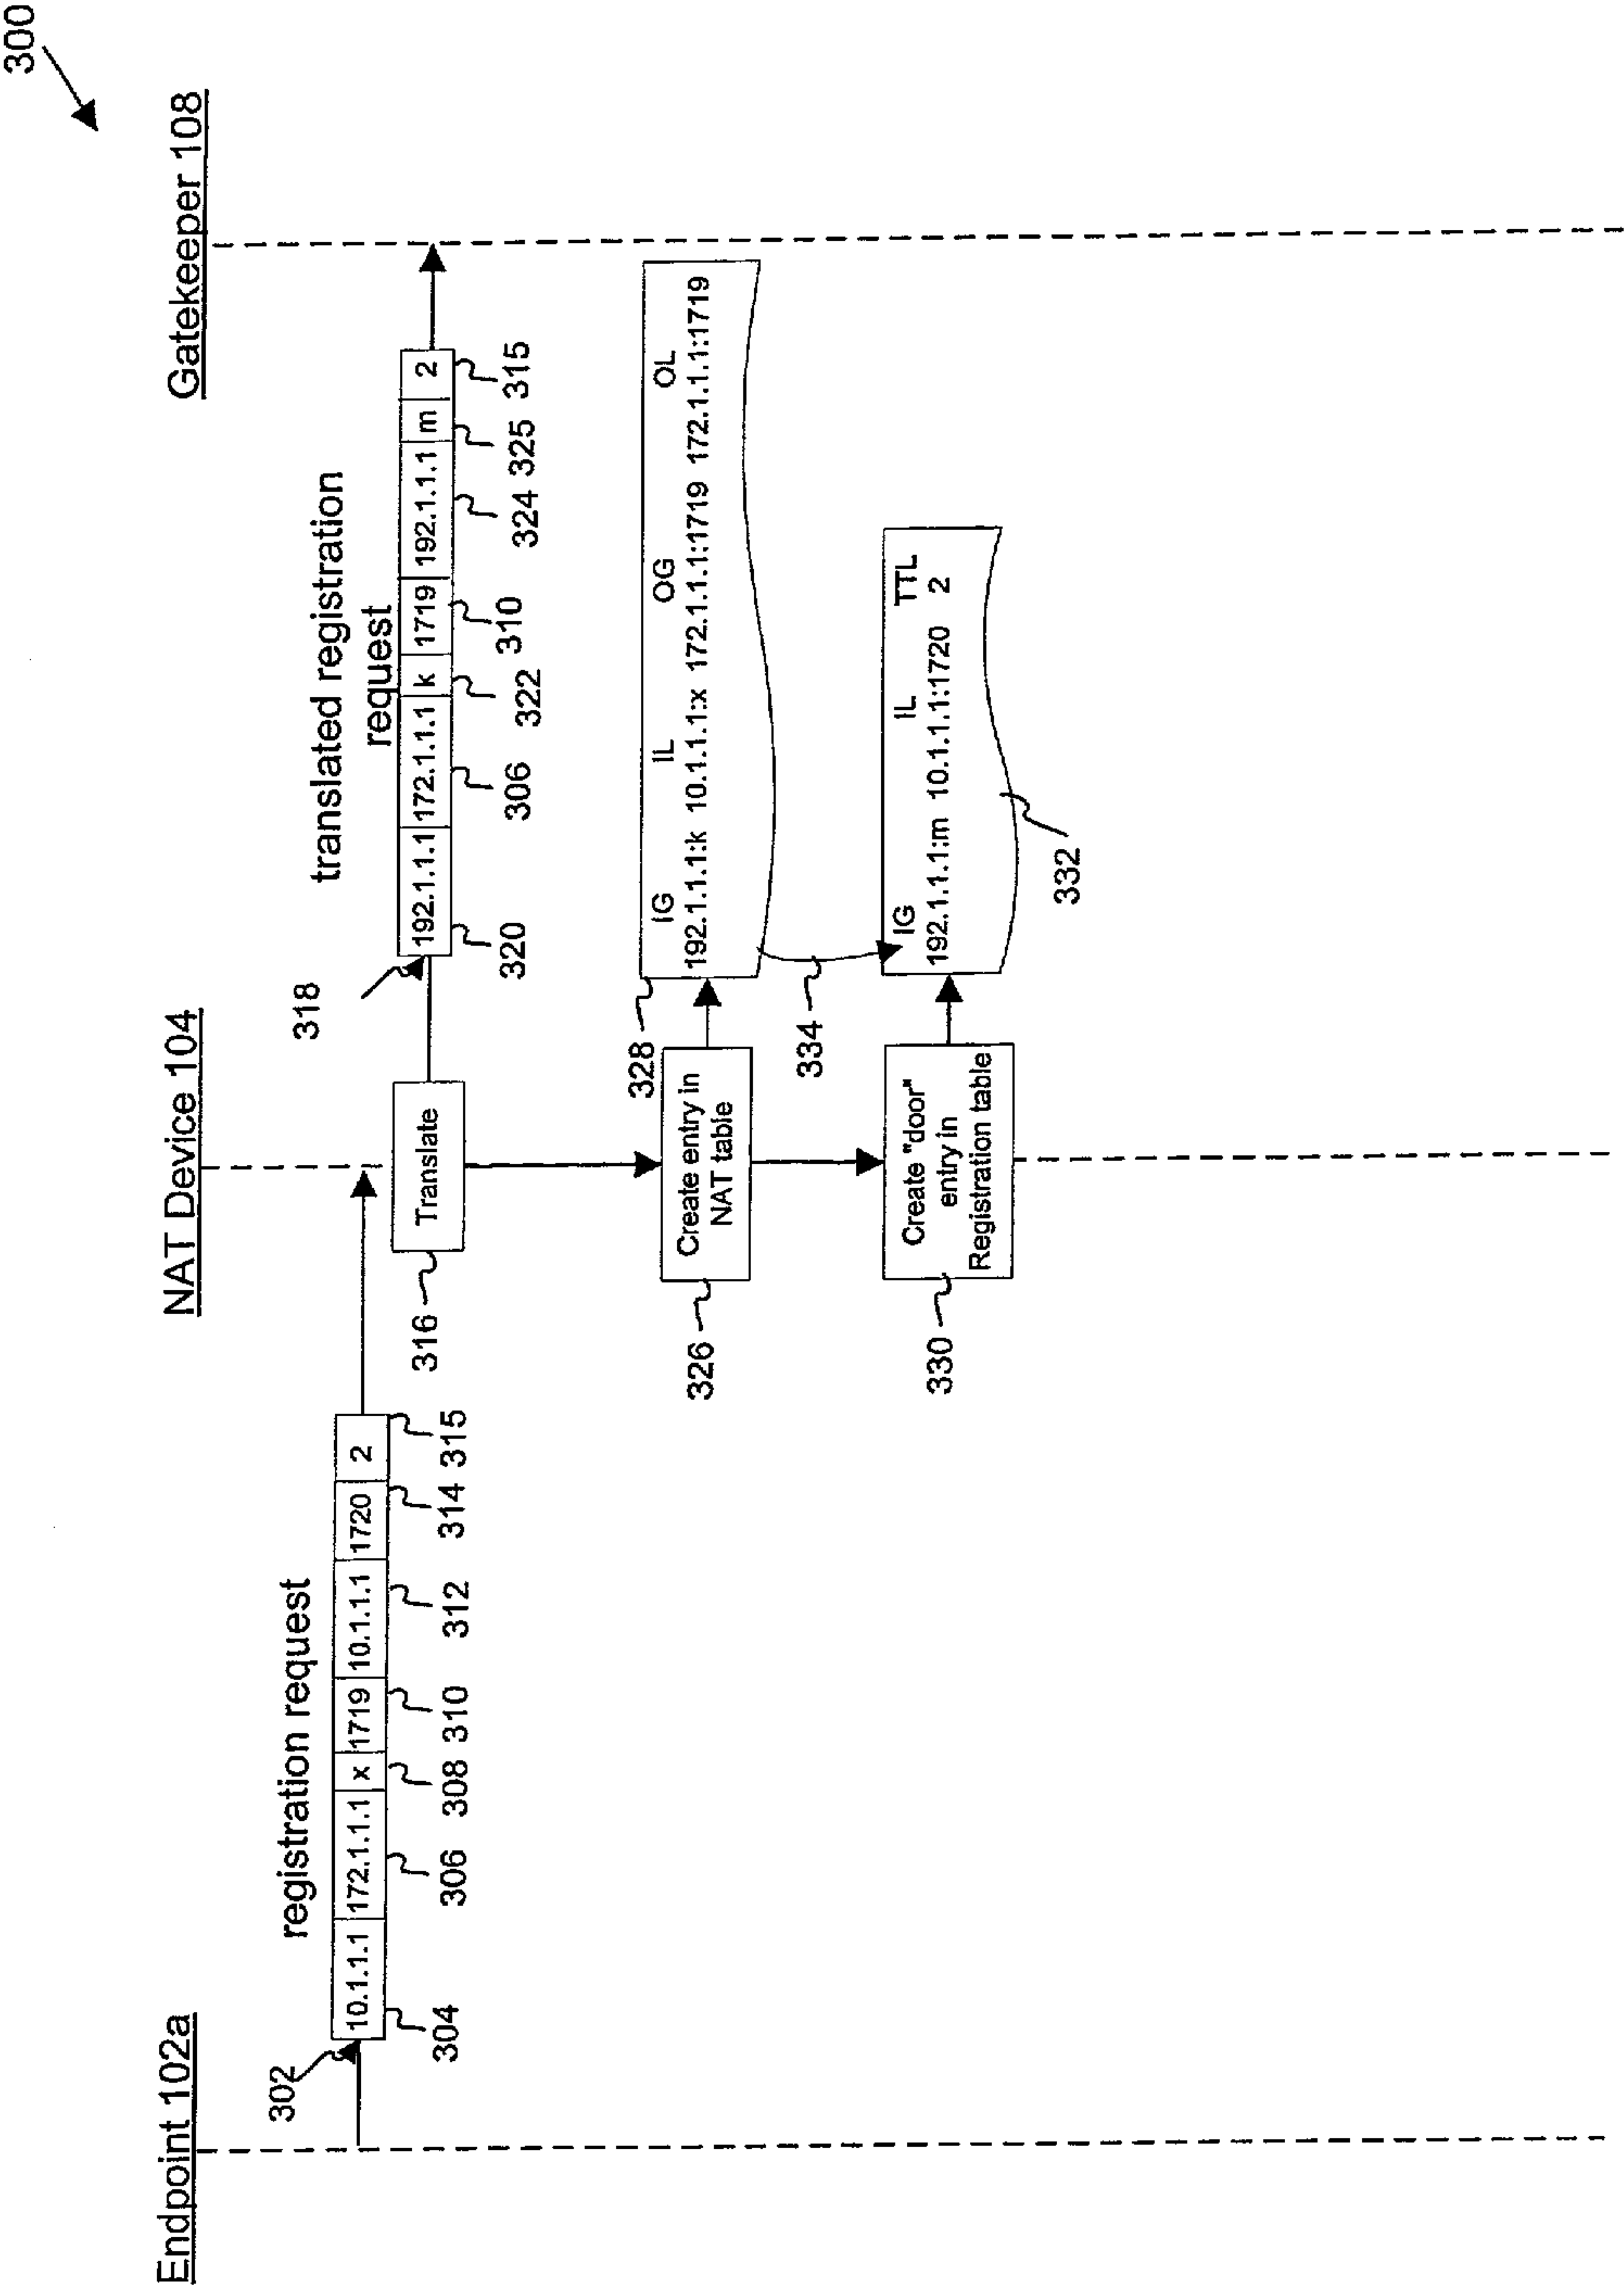 300
Endpoint 102a
NAT Device 104
Gatekeeper 108
registration request
302
10.1.1.1 172.1.1.1 x 1719 10.1.1.1 1720 2
304 306 308 310 312 314 315
translated registration
request
318
192.1.1.1 172.1.1.1 k 1719 192.1.1.1 m 2
320 306 322 310 324 325 315
316
Translate
328
IG IL OG OL
192.1.1.1:k 10.1.1.1:x 172.1.1.1:1719 172.1.1.1:1719
326
Create entry in
NAT table
334
IG IL TTL
192.1.1.1:m 10.1.1.1:1720 2
330
Create "door"
entry in
Registration table
332